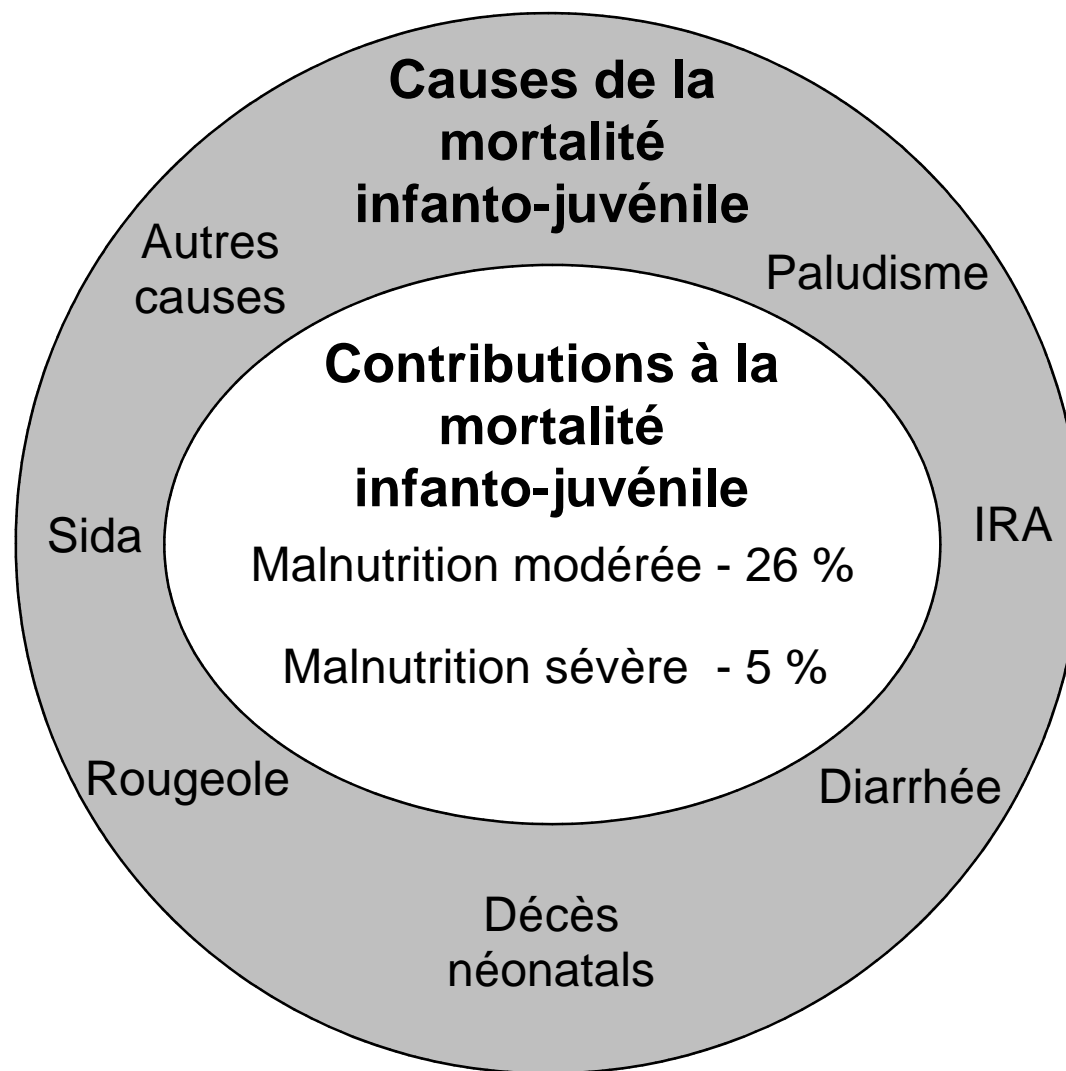 Causes de la
mortalité
infanto-juvénile
Autres
causes
Paludisme
Contributions à la
mortalité
infanto-juvénile
Sida
IRA
Malnutrition modérée - 26 %
Malnutrition sévère - 5 %
Rougeole
Diarrhée
Décès
néonatals